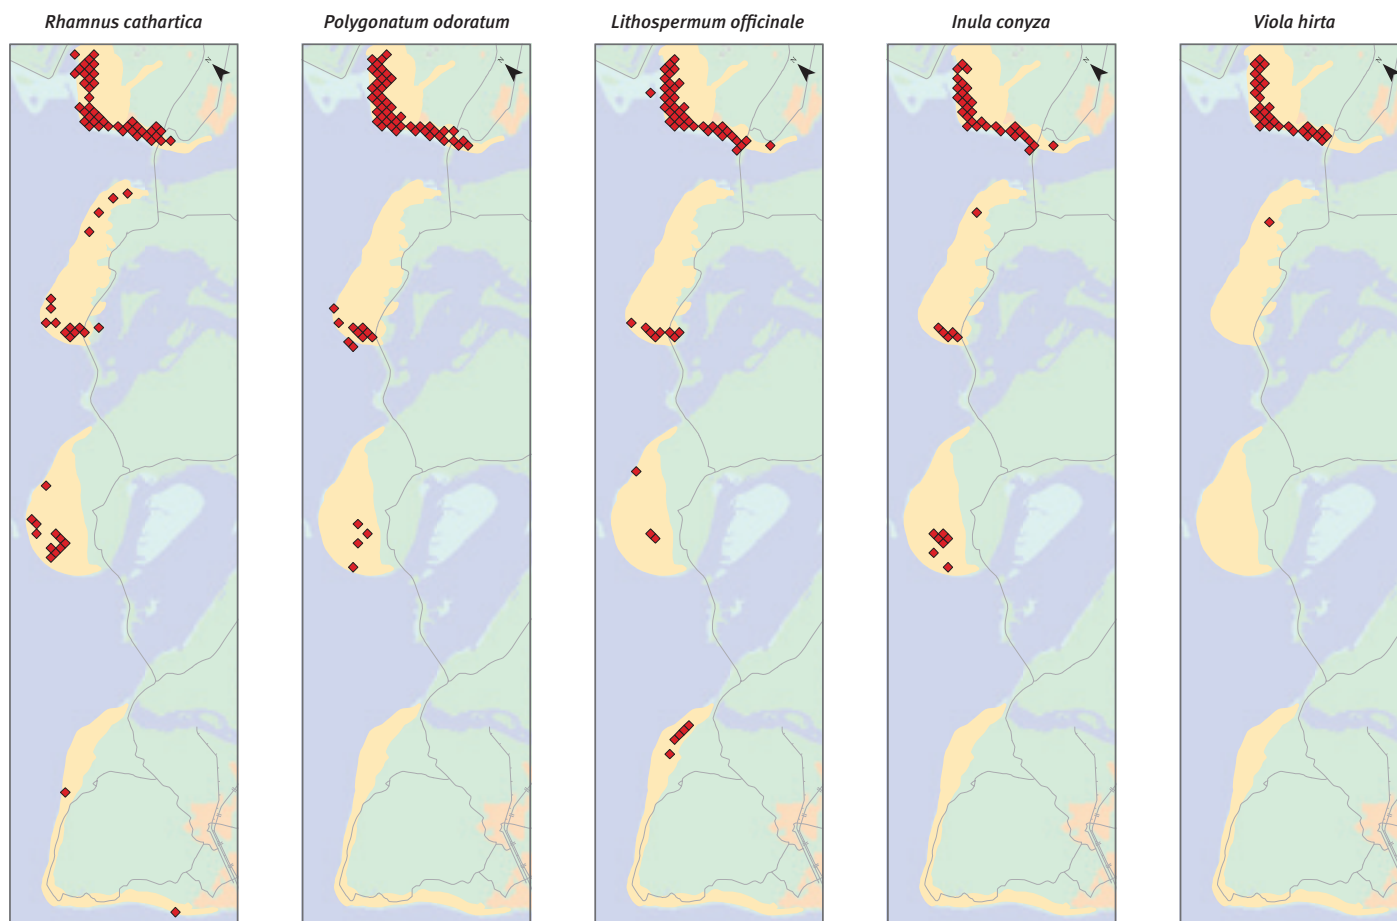 Rhamnus cathartica
Polygonatum odoratum
Lithospermum officinale
Inula conyza
Viola hirta
N
N
N
N
N